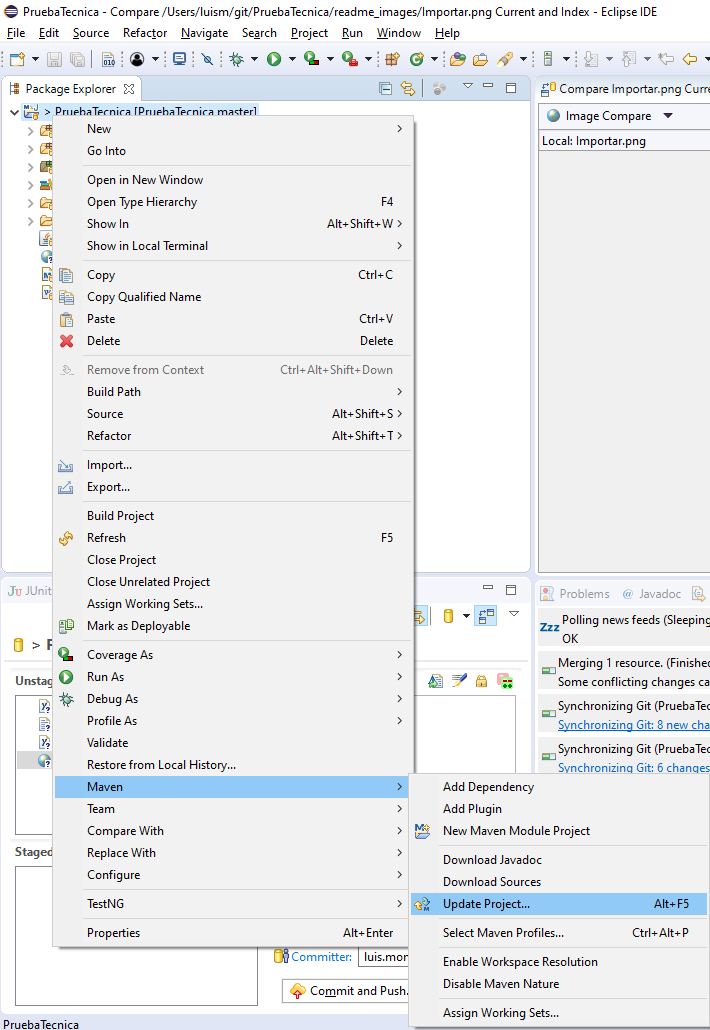 PruebaTecnica - Compare /Users/luism/git/PruebaTecnica/readme_images/Importar.png Current and Index - Eclipse IDE
File Edit Source Refactor Navigate Search Project Run Window Help
Package Explorer
> PruebaTecnica [PruebaTecnica master]
New
Go Into
Open in New Window
Open Type Hierarchy F4
Show In Alt+Shift+W >
Show in Local Terminal
Copy Ctrl+C
Copy Qualified Name
Paste Ctrl+V
Delete Delete
Remove from Context Ctrl+Alt+Shift+Down
Build Path
Source Alt+Shift+S >
Refactor Alt+Shift+T >
Import...
Export...
Build Project
Refresh F5
Close Project
Close Unrelated Project
Assign Working Sets...
Mark as Deployable
Coverage As
Run As
Debug As
Profile As
Validate
Restore from Local History...
Maven
Team
Compare With
Replace With
Configure
TestNG
Properties Alt+Enter
Add Dependency
Add Plugin
New Maven Module Project
Download Javadoc
Download Sources
Update Project... Alt+F5
Select Maven Profiles... Ctrl+Alt+P
Enable Workspace Resolution
Disable Maven Nature
Assign Working Sets...
Compare Importar.png Curre
Image Compare
Local: Importar.png
JUnit
Unstag
Staged
Problems @ Javadoc
Zzz Polling news feeds (Sleeping
OK
Merging 1 resource. (Finished
Some conflicting changes ca
Synchronizing Git (PruebaTec
Synchronizing Git: 8 new cha
Synchronizing Git (PruebaTec
Synchronizing Git: 6 changes
Committer: luis.mor
Commit and Push.
PruebaTecnica